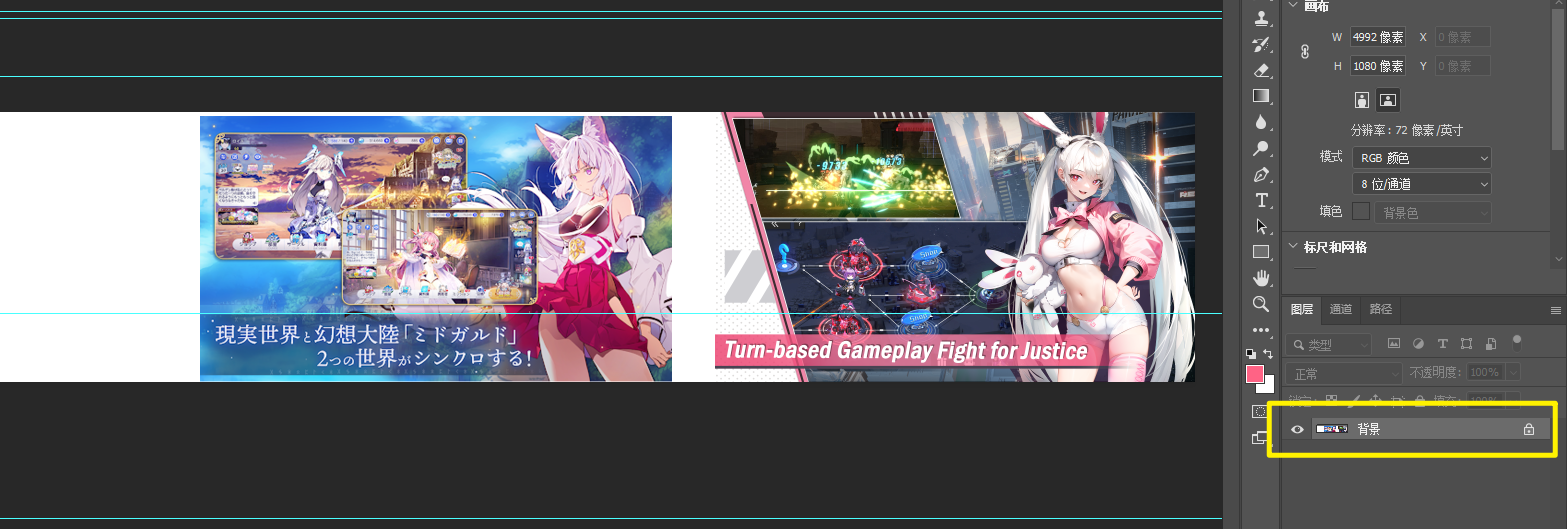 画布
W 4992 像素 X 0 像素
H 1080 像素 Y 0 像素
分辨率：72 像素/英寸
模式 RGB 颜色
8 位/通道
填色 背景色
标尺和网格
图层 通道 路径
类型
正常 不透明度: 100%
锁定: 填充: 100%
背景
現実世界と幻想大陸「ミドガルド」
2つの世界がシンクロする!
Snap
Snap
Turn-based Gameplay Fight for Justice